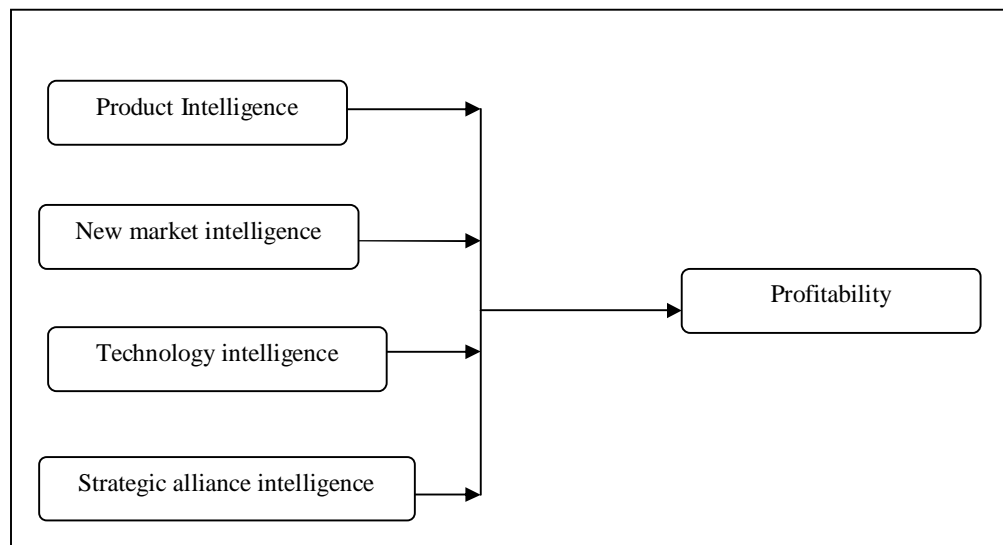 Product Intelligence
New market intelligence
Profitability
Technology intelligence
Strategic alliance intelligence